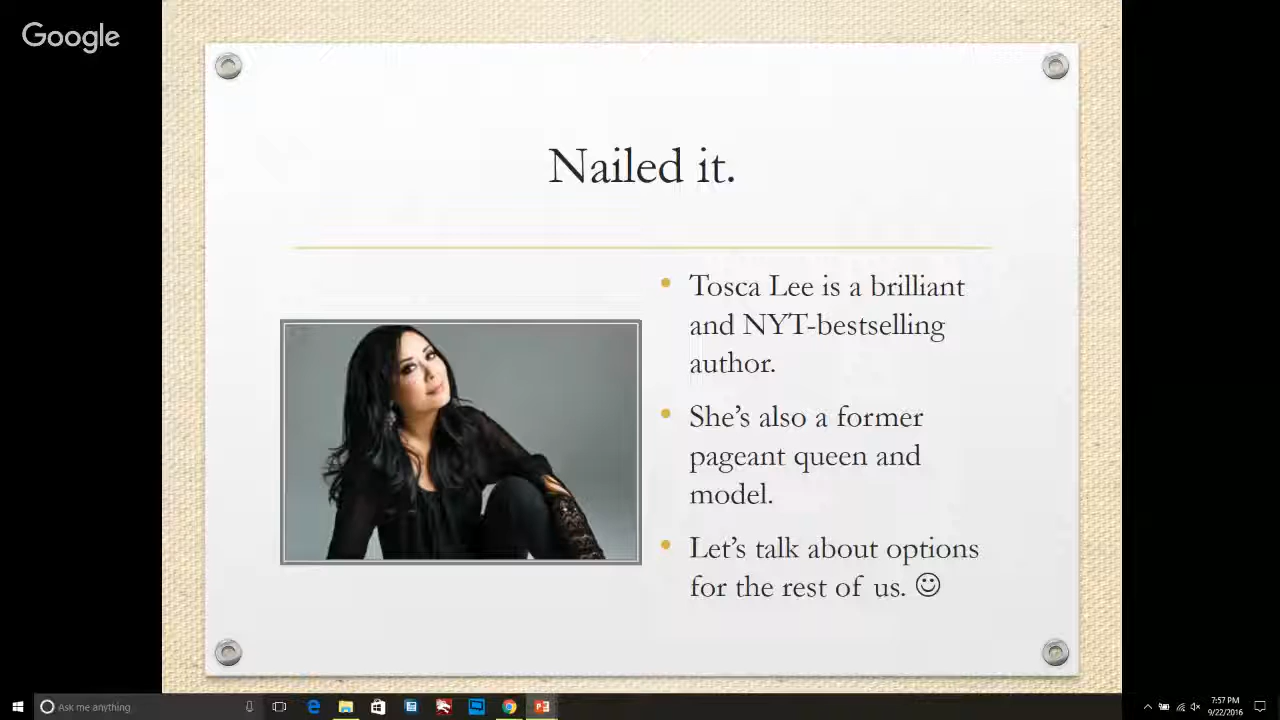 Google
Nailed it.
• Tosca Lee is a brilliant
and NYT-bestselling
author.
• She’s also a former
pageant queen and
model.
• Let’s talk about options
for the rest of us. ☺
Ask me anything
7:57 PM
9/22/2016